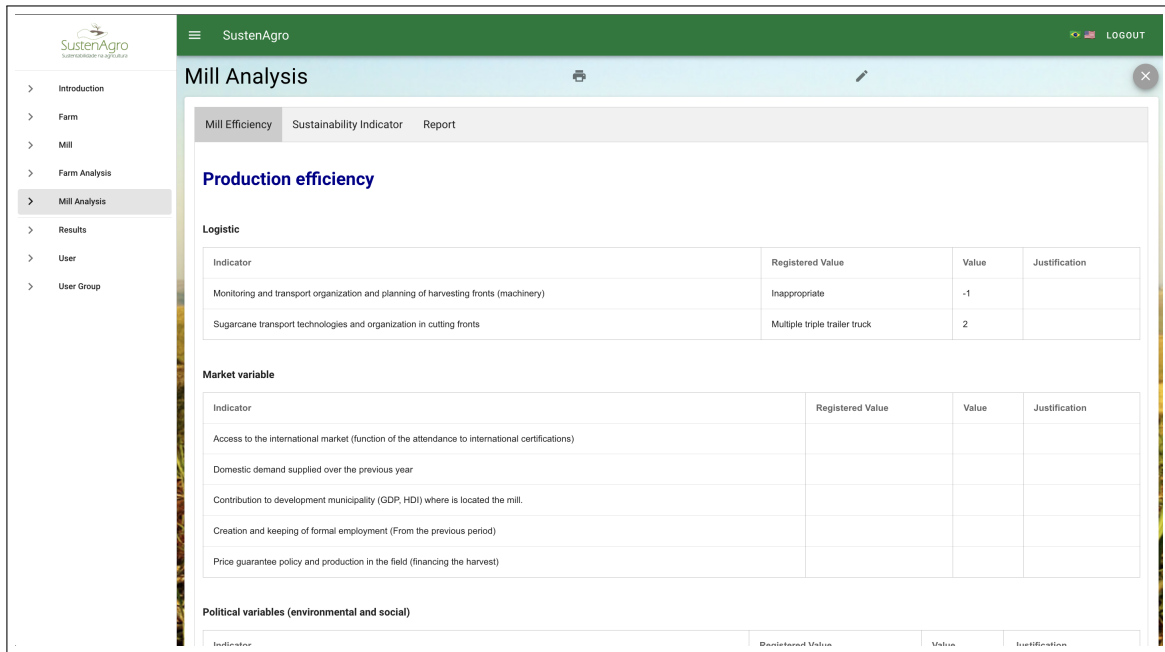 SustenAgro
Sustentabilidade na agricultura
Introduction
Farm
Mill
Farm Analysis
Mill Analysis
Results
User
User Group
SustenAgro
LOGOUT
Mill Analysis
Mill Efficiency Sustainability Indicator Report
Production efficiency
Logistic
Indicator Registered Value Value Justification
Monitoring and transport organization and planning of harvesting fronts (machinery) Inappropriate -1
Sugarcane transport technologies and organization in cutting fronts Multiple triple trailer truck 2
Market variable
Indicator Registered Value Value Justification
Access to the international market (function of the attendance to international certifications)
Domestic demand supplied over the previous year
Contribution to development municipality (GDP, HDI) where is located the mill.
Creation and keeping of formal employment (From the previous period)
Price guarantee policy and production in the field (financing the harvest)
Political variables (environmental and social)
Indicator Registered Value Value Justification